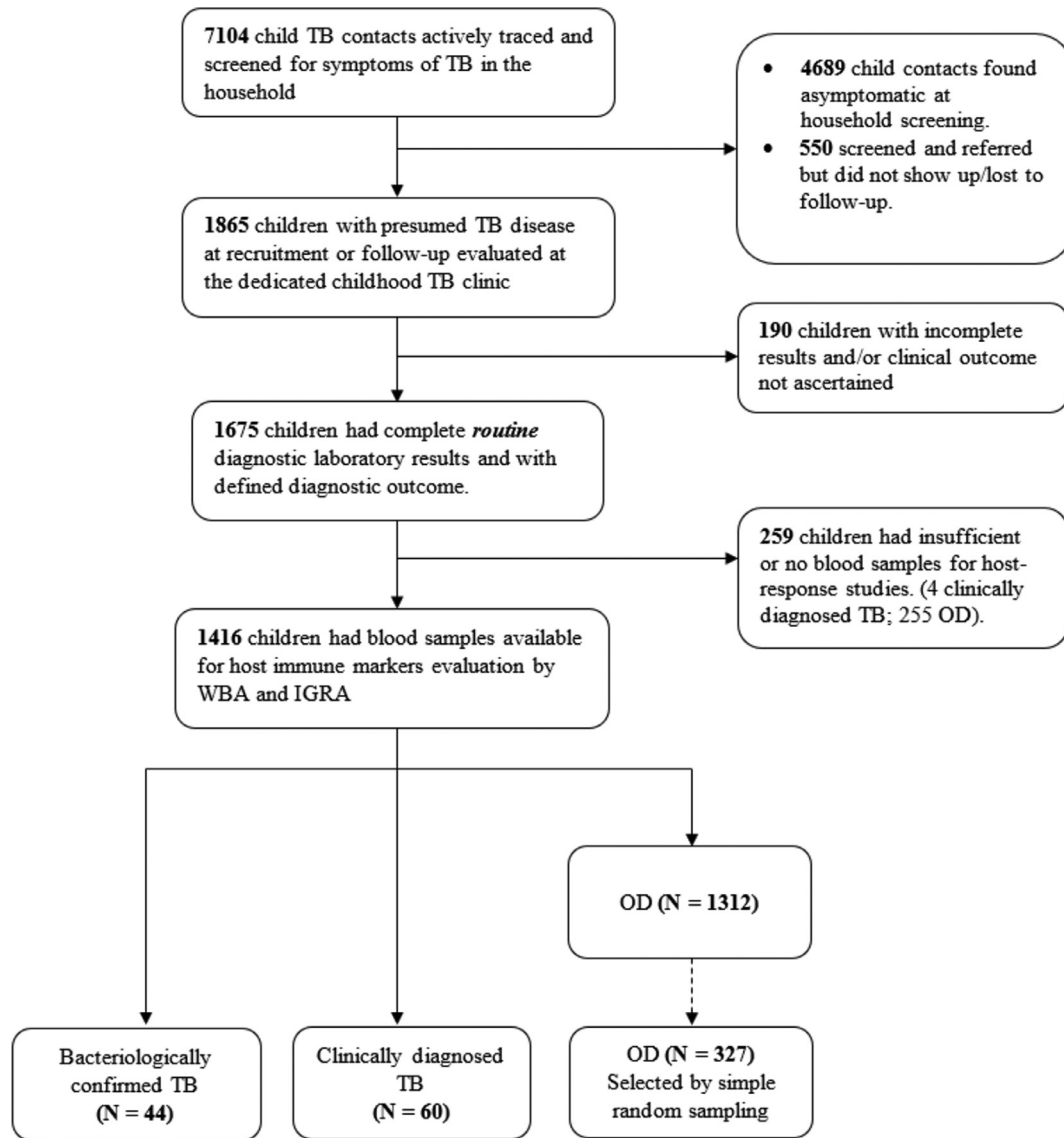 7104 child TB contacts actively traced and
screened for symptoms of TB in the
household
• 4689 child contacts found
asymptomatic at
household screening.
• 550 screened and referred
but did not show up/lost to
follow-up.
1865 children with presumed TB disease
at recruitment or follow-up evaluated at
the dedicated childhood TB clinic
190 children with incomplete
results and/or clinical outcome
not ascertained
1675 children had complete routine
diagnostic laboratory results and with
defined diagnostic outcome.
259 children had insufficient
or no blood samples for host-
response studies. (4 clinically
diagnosed TB; 255 OD).
1416 children had blood samples available
for host immune markers evaluation by
WBA and IGRA
OD (N = 1312)
Bacteriologically
confirmed TB
(N = 44)
Clinically diagnosed
TB
(N = 60)
OD (N = 327)
Selected by simple
random sampling